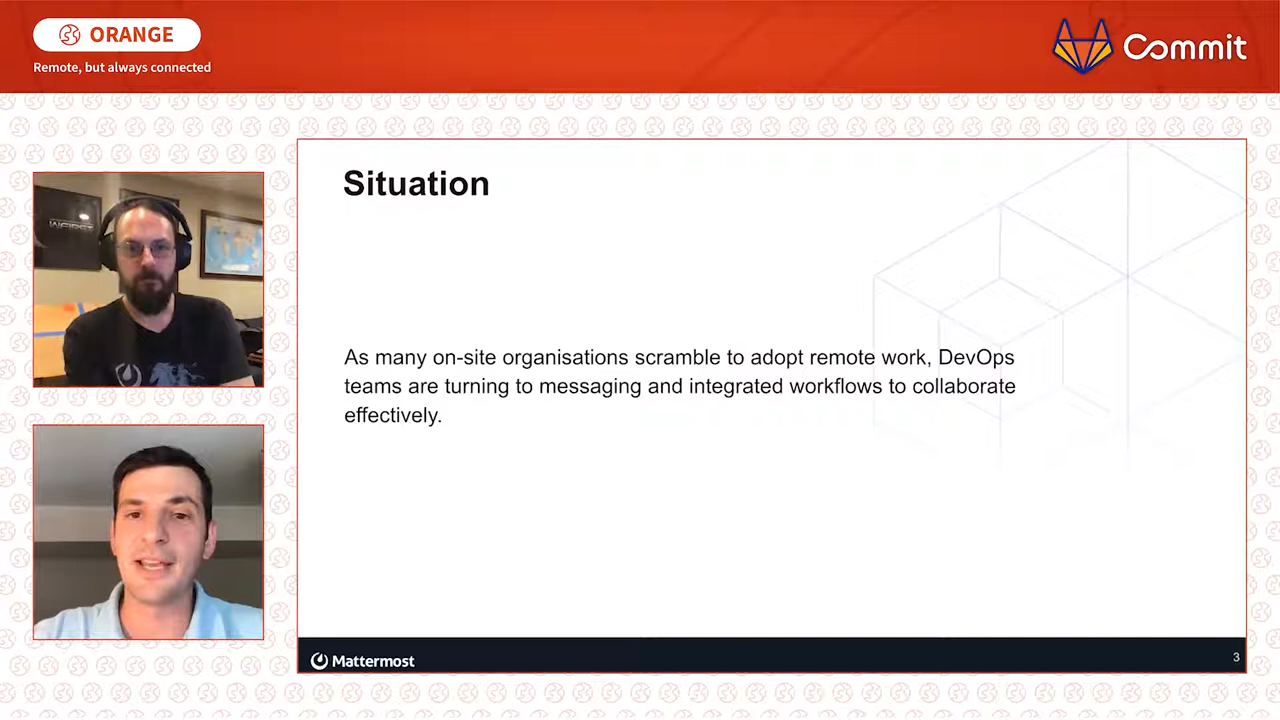 ORANGE
Remote, but always connected
Commit
Situation
As many on-site organisations scramble to adopt remote work, DevOps
teams are turning to messaging and integrated workflows to collaborate
effectively.
Mattermost
3